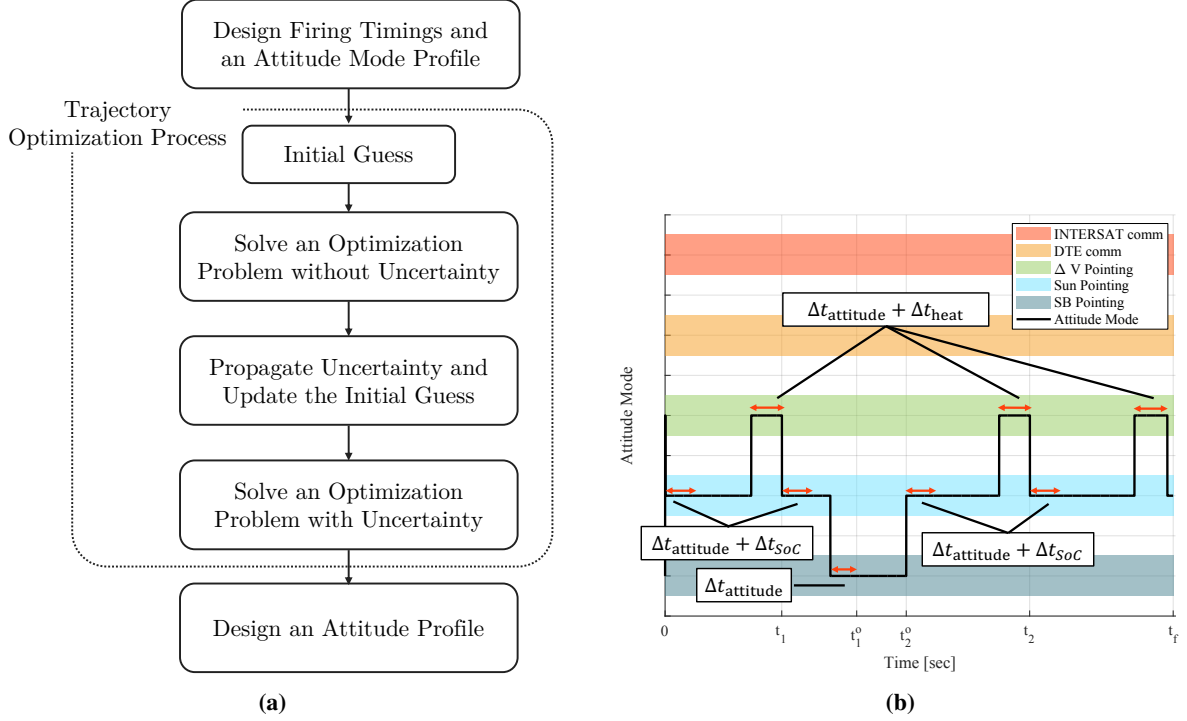 Design Firing Timings and
an Attitude Mode Profile
Trajectory
Optimization Process
Initial Guess
Solve an Optimization
Problem without Uncertainty
Propagate Uncertainty and
Update the Initial Guess
Solve an Optimization
Problem with Uncertainty
Design an Attitude Profile
(a)
INTERSAT comm
DTE comm
Δ V Pointing
Sun Pointing
SB Pointing
Attitude Mode
Δt_attitude + Δt_heat
Δt_attitude + Δt_SoC
Δt_attitude + Δt_SoC
Δt_attitude
Attitude Mode
0 t_1 t_1^o t_2^o t_2 t_f
Time [sec]
(b)